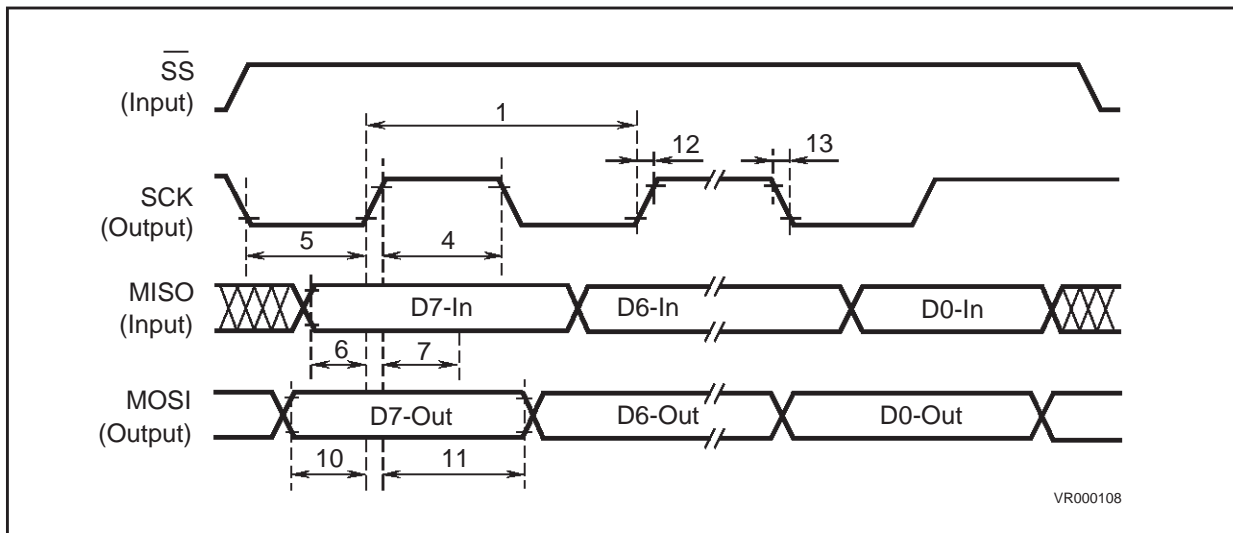 SS
(Input)
1
12
13
SCK
(Output)
5
4
MISO
(Input)
D7-In
D6-In
D0-In
6
7
MOSI
(Output)
D7-Out
D6-Out
D0-Out
10
11
VR000108